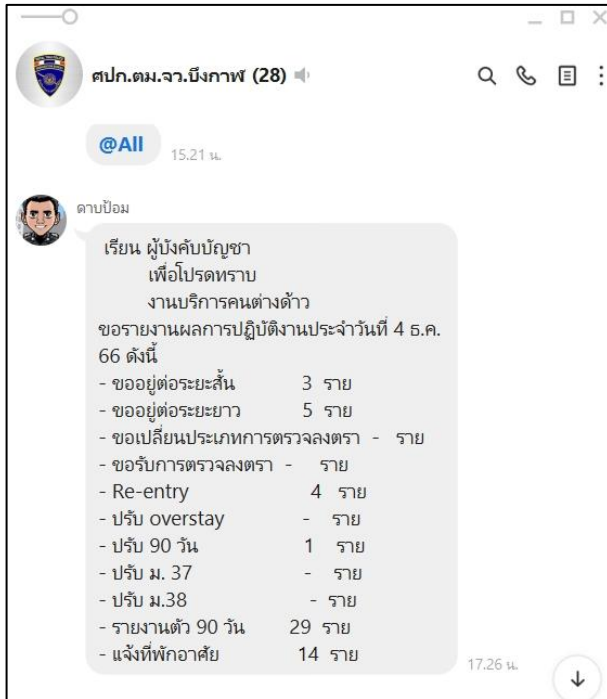 ศปก.ตม.จว.บึงกาฬ (28)
@All
15.21 น.
ดาบป้อม
เรียน ผู้บังคับบัญชา
เพื่อโปรดทราบ
งานบริการคนต่างด้าว
ขอรายงานผลการปฏิบัติงานประจำวันที่ 4 ธ.ค.
66 ดังนี้
- ขออยู่ต่อระยะสั้น 3 ราย
- ขออยู่ต่อระยะยาว 5 ราย
- ขอเปลี่ยนประเภทการตรวจลงตรา - ราย
- ขอรับการตรวจลงตรา - ราย
- Re-entry 4 ราย
- ปรับ overstay - ราย
- ปรับ 90 วัน 1 ราย
- ปรับ ม. 37 - ราย
- ปรับ ม.38 - ราย
- รายงานตัว 90 วัน 29 ราย
- แจ้งที่พักอาศัย 14 ราย
17.26 น.